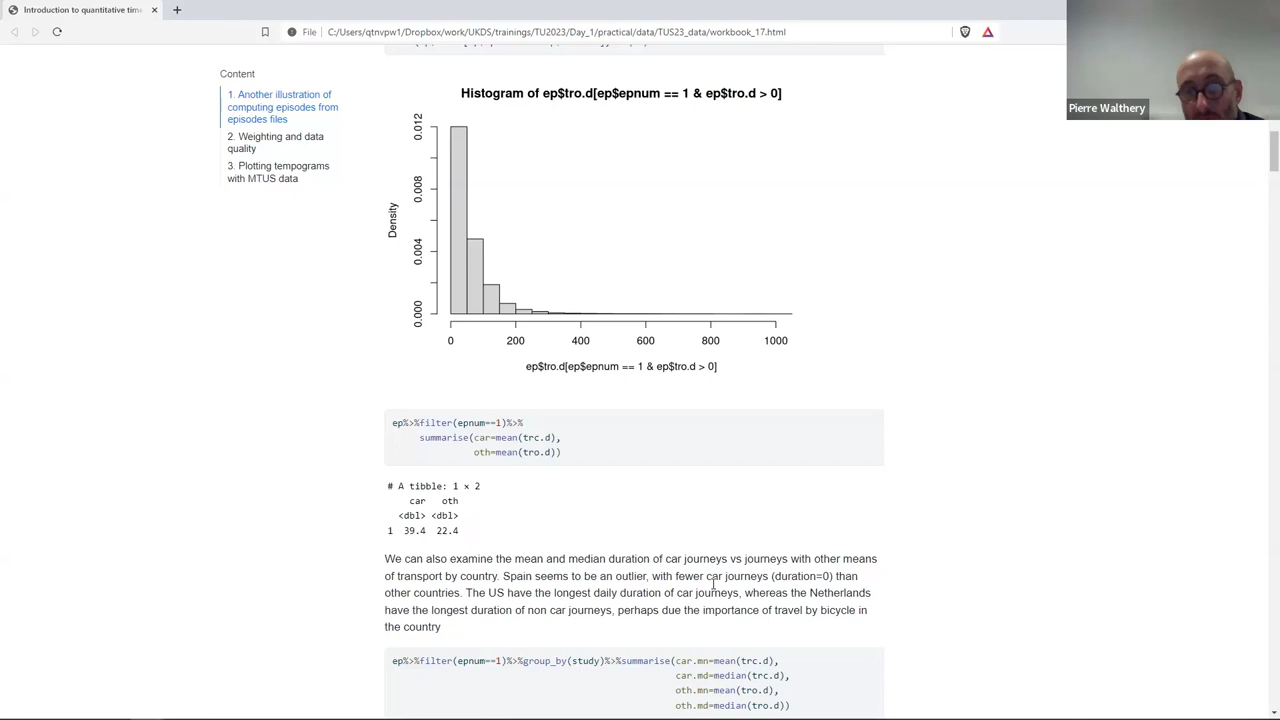 Introduction to quantitative time
File C:/Users/qtnvpw1/Dropbox/work/UKDS/trainings/TU2023/Day_1/practical/data/TUS23_data/workbook_17.html
Pierre Walthery
Content
1. Another illustration of
computing episodes from
episodes files
2. Weighting and data
quality
3. Plotting tempograms
with MTUS data
Histogram of ep$tro.d[ep$epnum == 1 & ep$tro.d > 0]
Density
0.012
0.008
0.004
0.000
0 200 400 600 800 1000
ep$tro.d[ep$epnum == 1 & ep$tro.d > 0]
ep%>%filter(epnum==1)%>%
summarise(car=mean(trc.d),
oth=mean(tro.d))
# A tibble: 1 × 2
car oth
<dbl> <dbl>
1 39.4 22.4
We can also examine the mean and median duration of car journeys vs journeys with other means
of transport by country. Spain seems to be an outlier, with fewer car journeys (duration=0) than
other countries. The US have the longest daily duration of car journeys, whereas the Netherlands
have the longest duration of non car journeys, perhaps due the importance of travel by bicycle in
the country
ep%>%filter(epnum==1)%>%group_by(study)%>%summarise(car.mn=mean(trc.d),
car.md=median(trc.d),
oth.mn=mean(tro.d),
oth.md=median(tro.d))